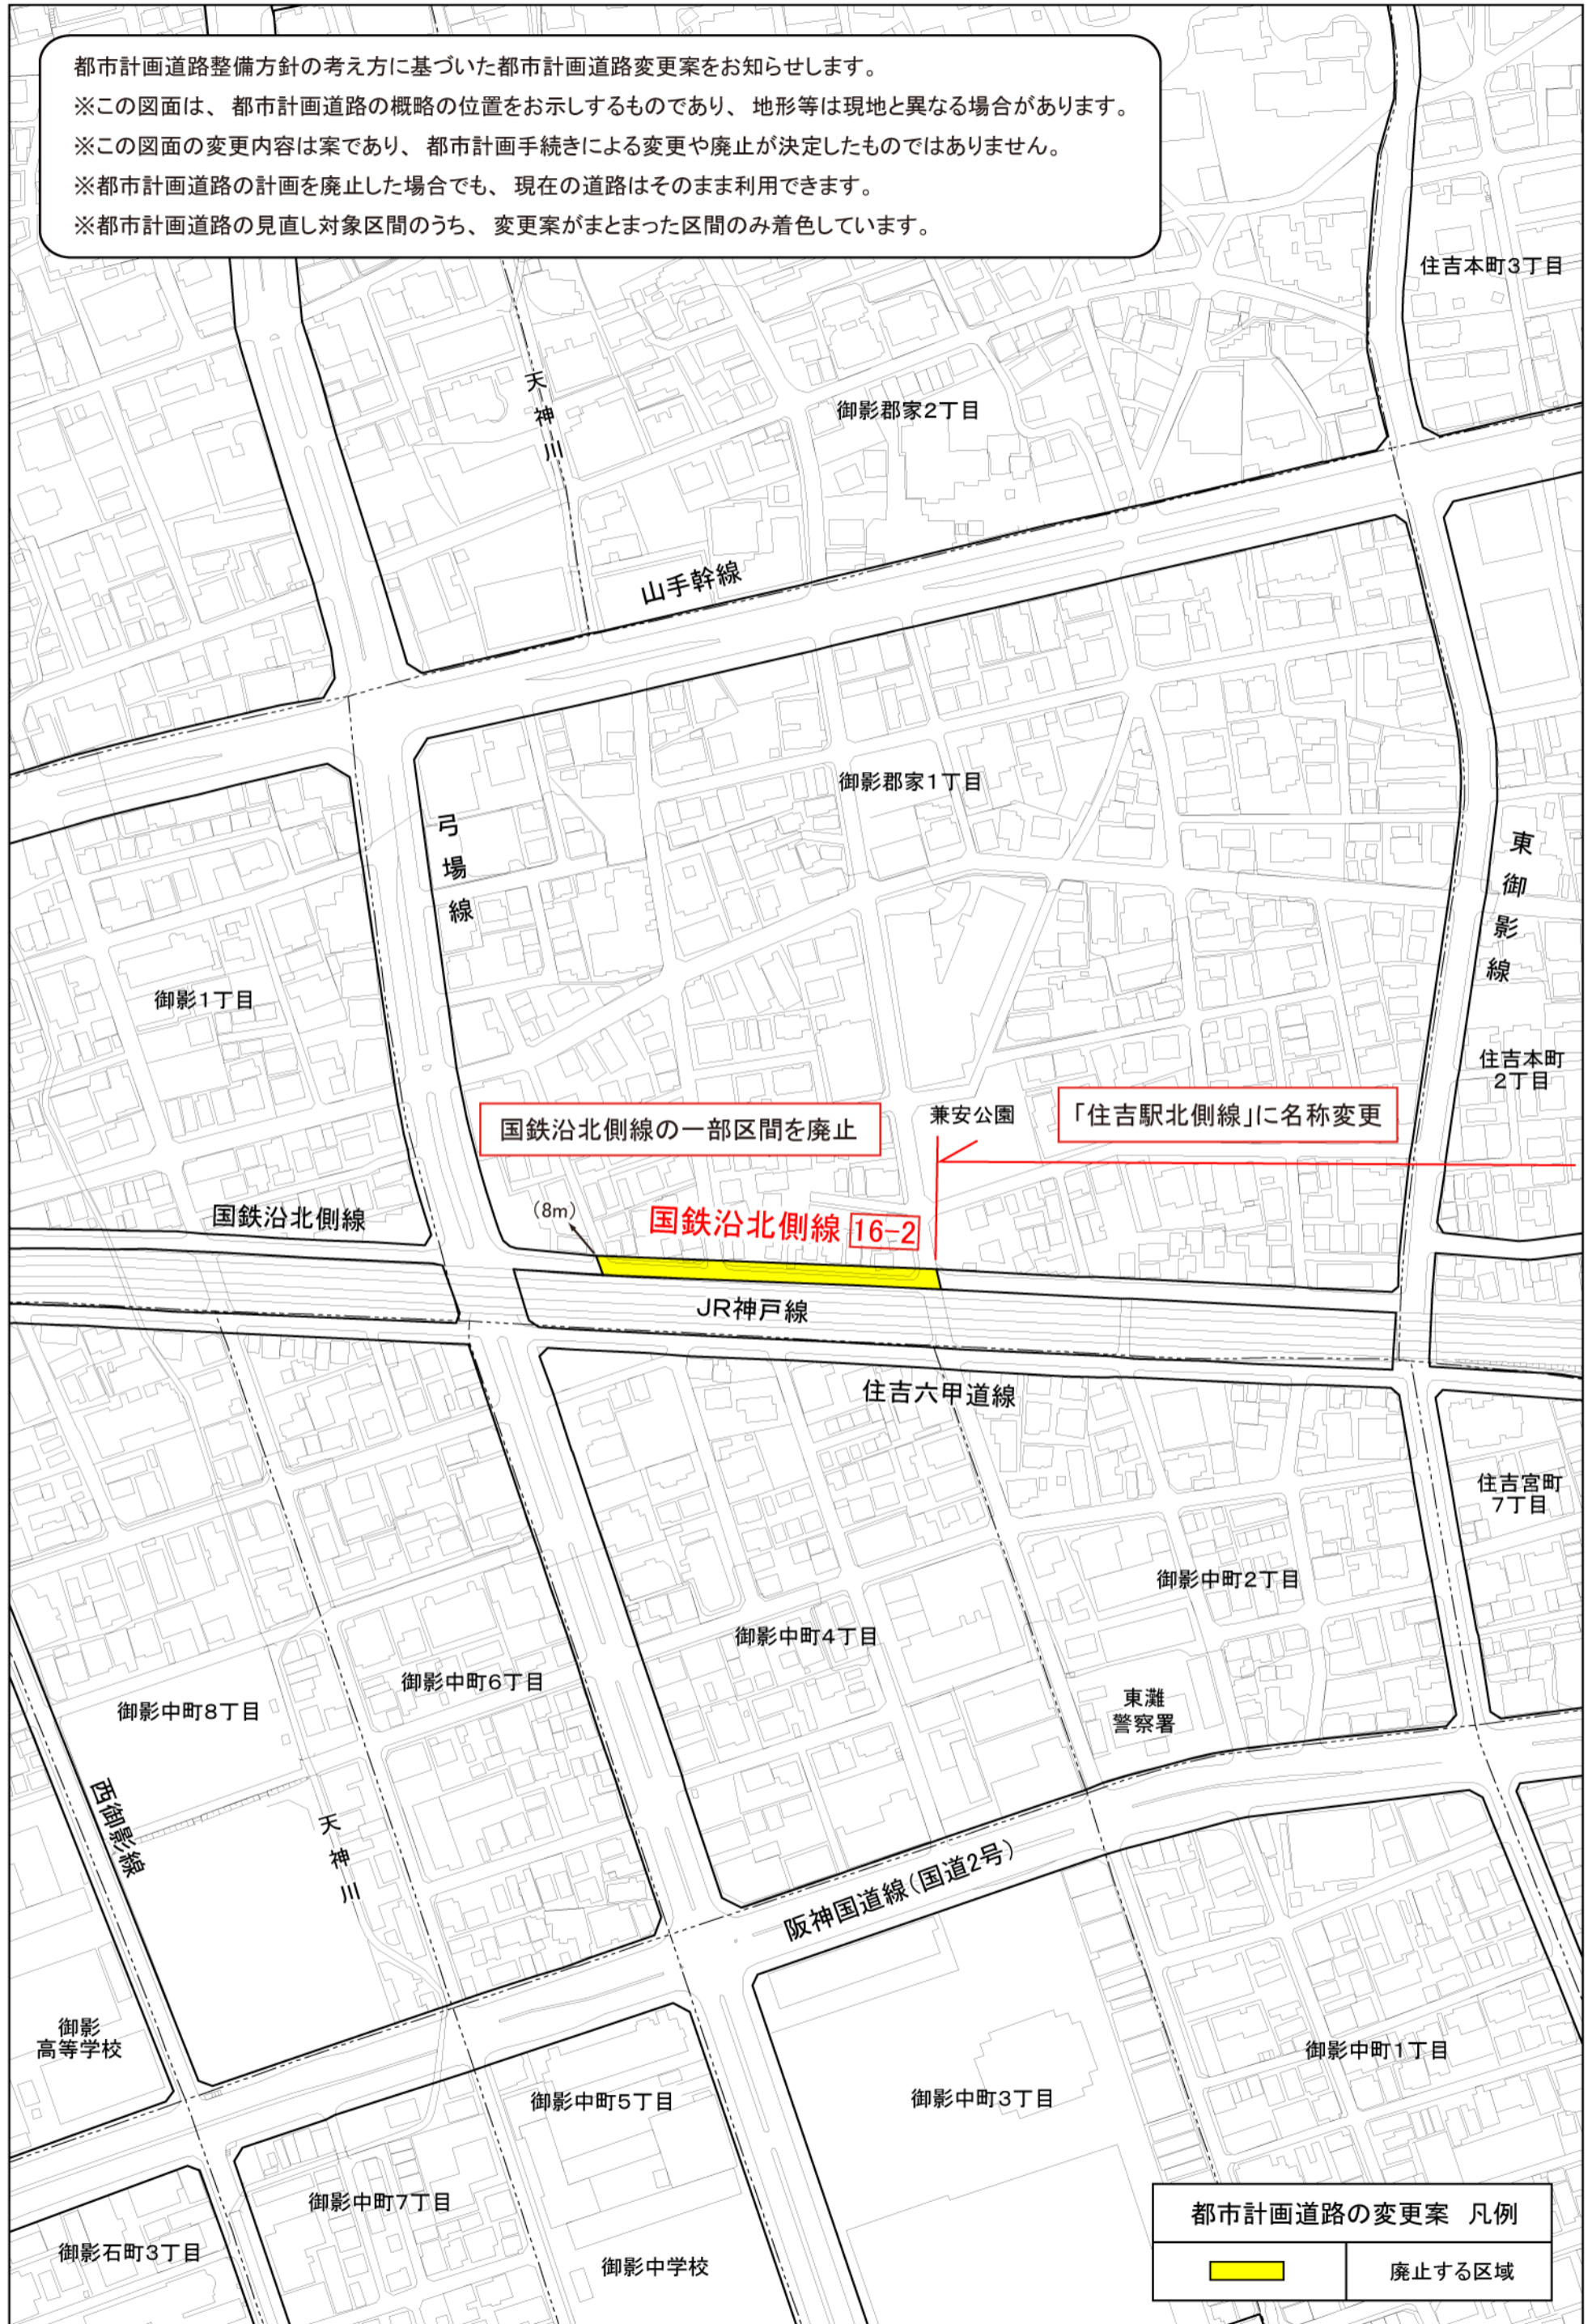 都市計画道路整備方針の考え方に基づいた都市計画道路変更案をお知らせします。
※この図面は、都市計画道路の概略の位置をお示しするものであり、地形等は現地と異なる場合があります。
※この図面の変更内容は案であり、都市計画手続きによる変更や廃止が決定したものではありません。
※都市計画道路の計画を廃止した場合でも、現在の道路はそのまま利用できます。
※都市計画道路の見直し対象区間のうち、変更案がまとまった区間のみ着色しています。
住吉本町3丁目
天神川
御影郡家2丁目
山手幹線
御影郡家1丁目
弓場線
東御影線
御影1丁目
住吉本町
2丁目
国鉄沿北側線の一部区間を廃止
兼安公園
「住吉駅北側線」に名称変更
国鉄沿北側線
(8m)
国鉄沿北側線 16-2
JR神戸線
住吉六甲道線
住吉宮町
7丁目
御影中町2丁目
御影中町4丁目
御影中町6丁目
御影中町8丁目
東灘
警察署
西御影線
天神川
阪神国道線(国道2号)
御影
高等学校
御影中町1丁目
御影中町5丁目
御影中町3丁目
御影中町7丁目
御影石町3丁目
御影中学校
都市計画道路の変更案 凡例
廃止する区域